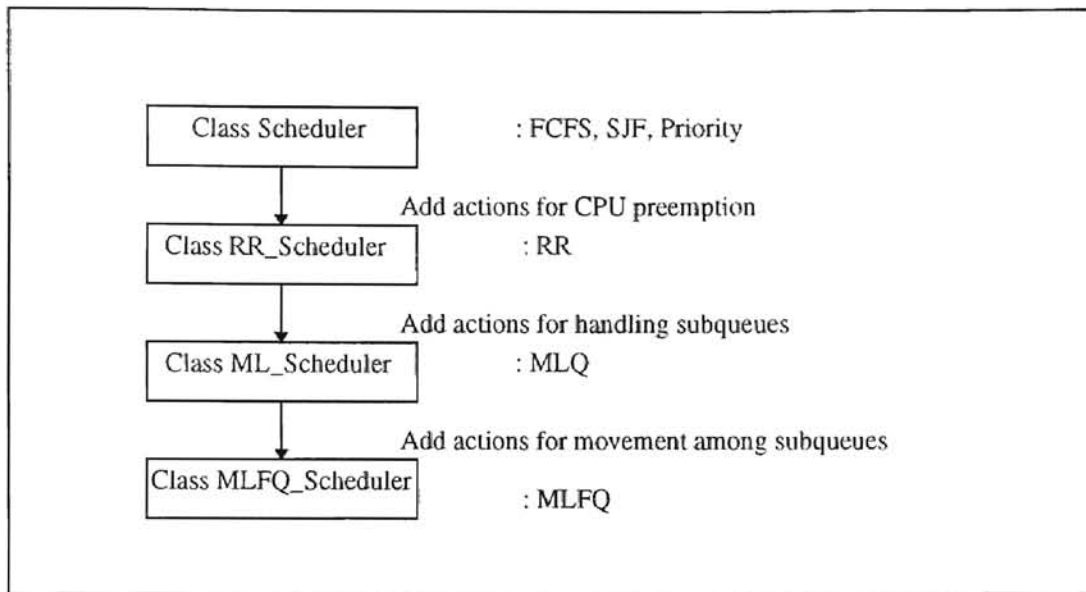 Class Scheduler : FCFS, SJF, Priority
Add actions for CPU preemption
Class RR_Scheduler : RR
Add actions for handling subqueues
Class ML_Scheduler : MLQ
Add actions for movement among subqueues
Class MLFQ_Scheduler : MLFQ